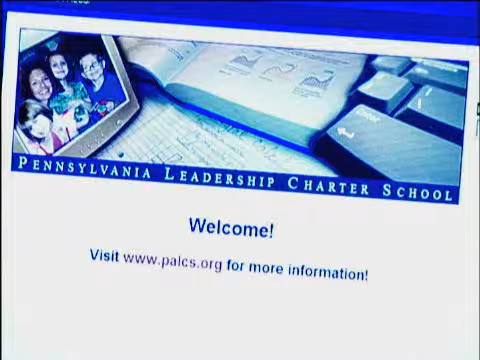 PENNSYLVANIA LEADERSHIP CHARTER SCHOOL
Welcome!
Visit www.palcs.org for more information!